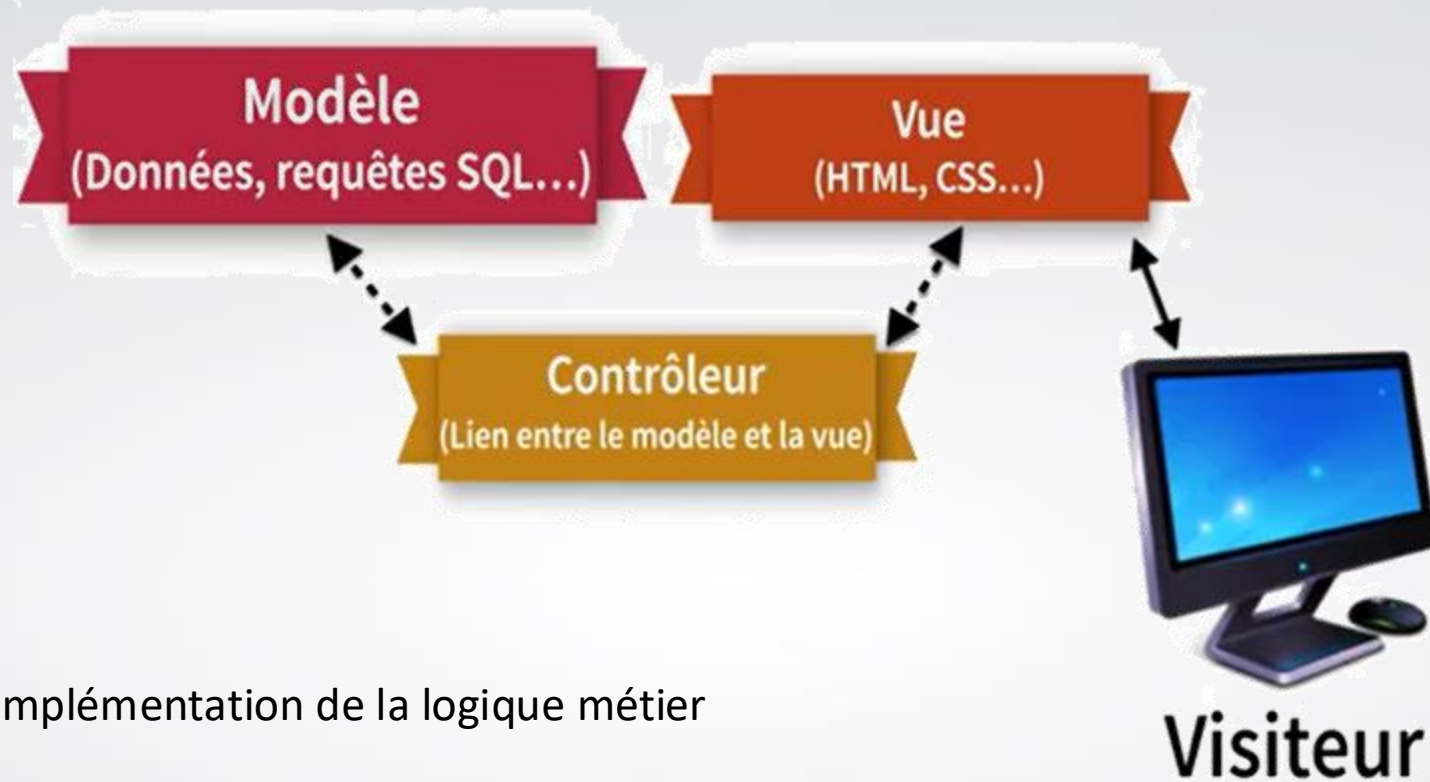 Modèle
(Données, requêtes SQL...)
Vue
(HTML, CSS...)
Contrôleur
(Lien entre le modèle et la vue)
mplémentation de la logique métier
Visiteur